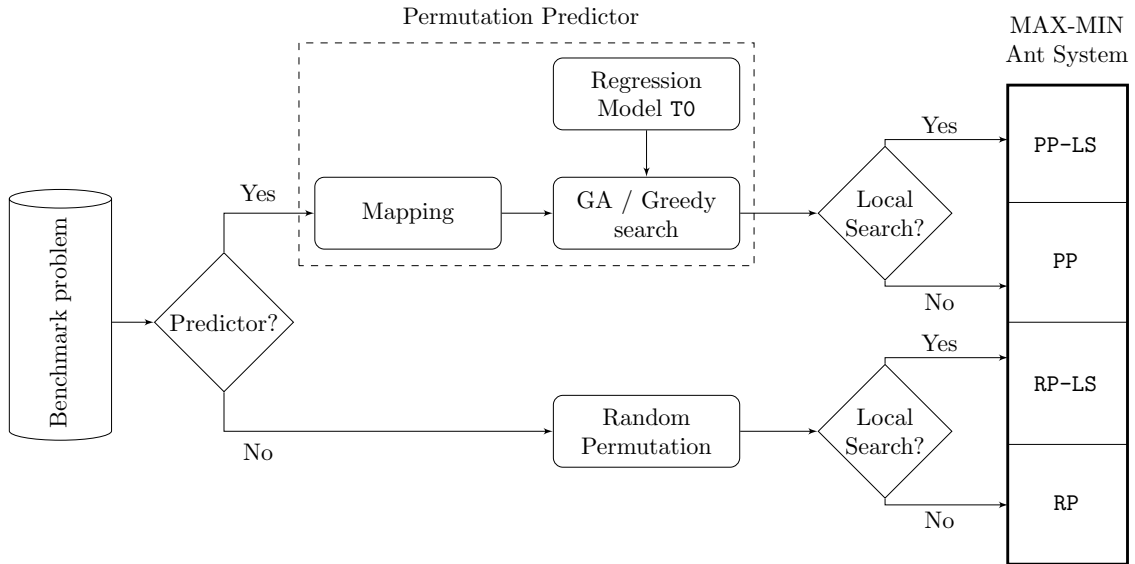 Permutation Predictor
MAX-MIN
Ant System
Regression
Model T0
Yes
PP-LS
Yes
Mapping
GA / Greedy
search
Local
Search?
Benchmark problem
PP
No
Predictor?
Yes
RP-LS
Random
Permutation
Local
Search?
No
RP
No